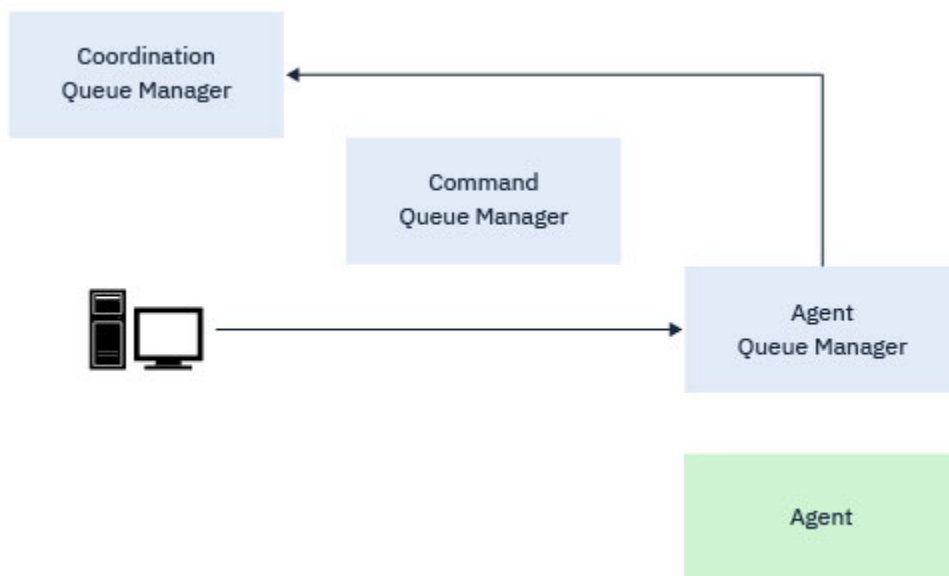 Coordination
Queue Manager
Command
Queue Manager
Agent
Queue Manager
Agent